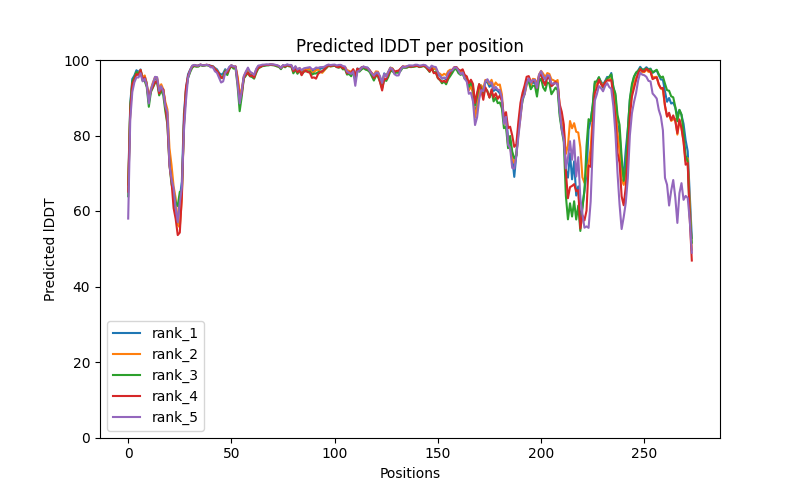 Predicted lDDT per position
Predicted lDDT
100
80
60
40
20
0
rank_1
rank_2
rank_3
rank_4
rank_5
0 50 100 150 200 250
Positions